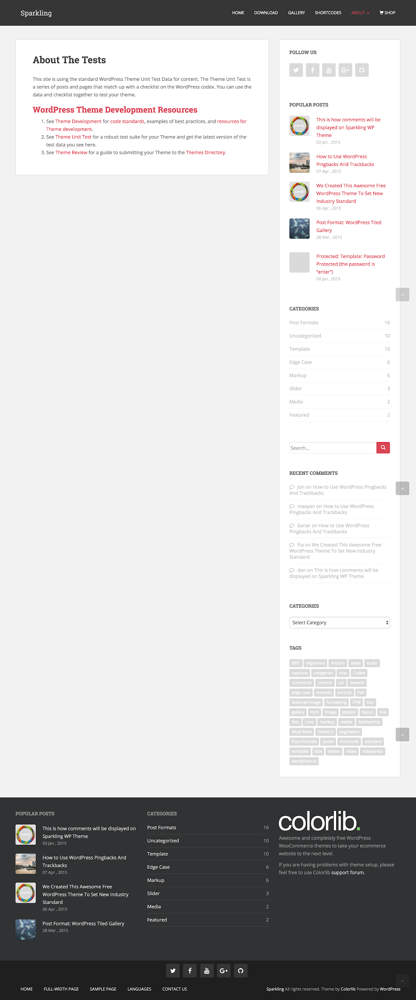 Sparkling
HOME DOWNLOAD GALLERY SHORTCODES ABOUT SHOP
About The Tests
This site is using the standard WordPress Theme Unit Test Data for content. The Theme Unit Test is
a series of posts and pages that match up with a checklist on the WordPress codex. You can use the
data and checklist together to test your theme.
WordPress Theme Development Resources
1. See Theme Development for code standards, examples of best practices, and resources for
Theme development.
2. See Theme Unit Test for a robust test suite for your Theme and get the latest version of the
test data you see here.
3. See Theme Review for a guide to submitting your Theme to the Themes Directory.
FOLLOW US
You Tube
G+
POPULAR POSTS
colorlib
This is how comments will be
displayed on Sparkling WP
Theme
03 Jan , 2015
How to Use WordPress
Pingbacks And Trackbacks
07 Apr , 2015
colorlib
We Created This Awesome Free
WordPress Theme To Set New
Industry Standard
06 Apr , 2015
Post Format: WordPress Tiled
Gallery
28 Mar , 2015
Protected: Template: Password
Protected (the password is
“enter”)
04 Jan , 2015
CATEGORIES
Post Formats 16
Uncategorized 10
Template 10
Edge Case 6
Markup 6
Slider 3
Media 2
Featured 2
Search...
RECENT COMMENTS
Jon on How to Use WordPress Pingbacks
And Trackbacks
maayan on How to Use WordPress
Pingbacks And Trackbacks
banar on How to Use WordPress
Pingbacks And Trackbacks
fra on We Created This Awesome Free
WordPress Theme To Set New Industry
Standard
dan on This is how comments will be
displayed on Sparkling WP Theme
CATEGORIES
Select Category
TAGS
8BIT alignment Articles aside audio
captions categories chat Codex
comments content css dowork
edge case embeds excerpt Fail
featured image formatting FTW Fun
gallery html image jetpack layout link
lists Love markup media Mothership
Must Read Nailed It pagination
Post Formats quote shortcode standard
template title twitter video videopress
wordpress.tv
POPULAR POSTS
colorlib
This is how comments will be displayed on
Sparkling WP Theme
03 Jan , 2015
How to Use WordPress Pingbacks And
Trackbacks
07 Apr , 2015
colorlib
We Created This Awesome Free
WordPress Theme To Set New Industry
Standard
06 Apr , 2015
Post Format: WordPress Tiled Gallery
28 Mar , 2015
CATEGORIES
Post Formats 16
Uncategorized 10
Template 10
Edge Case 6
Markup 6
Slider 3
Media 2
Featured 2
colorlib.
Awesome and completely free WordPress
WooCommerce themes to take your ecommerce
website to the next level.
If you are having problems with theme setup, please
feel free to use Colorlib support forum.
You Tube
G+
HOME FULL-WIDTH PAGE SAMPLE PAGE LANGUAGES CONTACT US
Sparkling All rights reserved. Theme by Colorlib Powered by WordPress